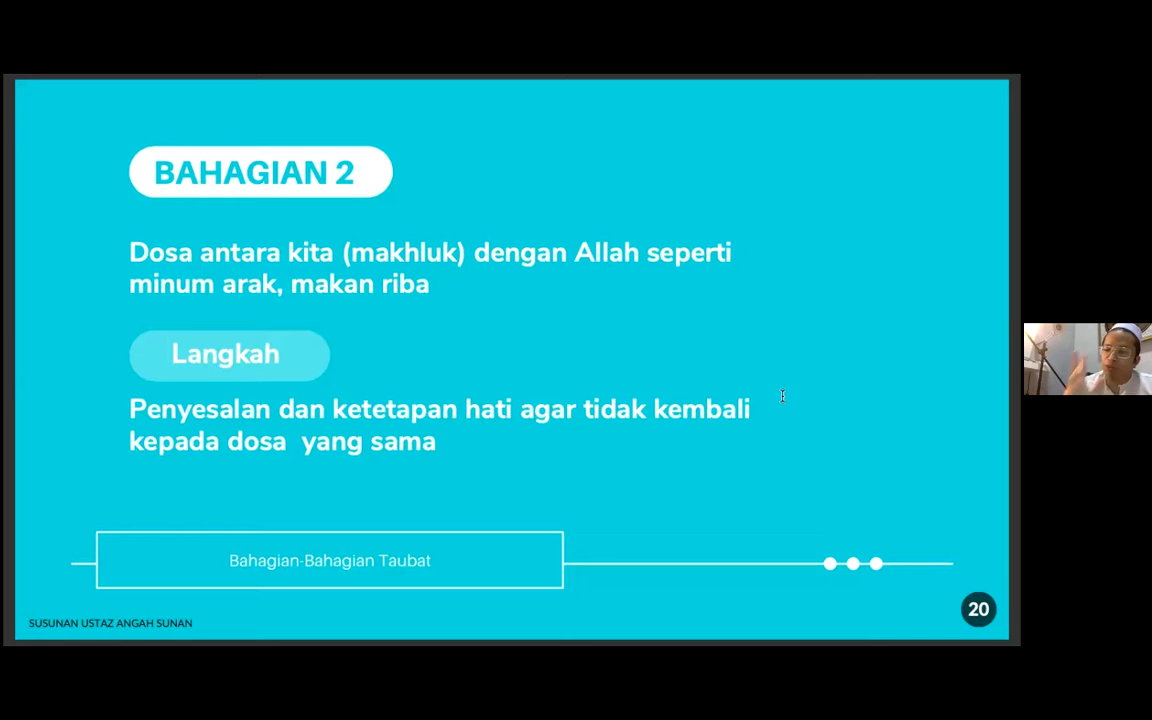 BAHAGIAN 2
Dosa antara kita (makhluk) dengan Allah seperti
minum arak, makan riba
Langkah
Penyesalan dan ketetapan hati agar tidak kembali
kepada dosa  yang sama
Bahagian-Bahagian Taubat
20
SUSUNAN USTAZ ANGAH SUNAN